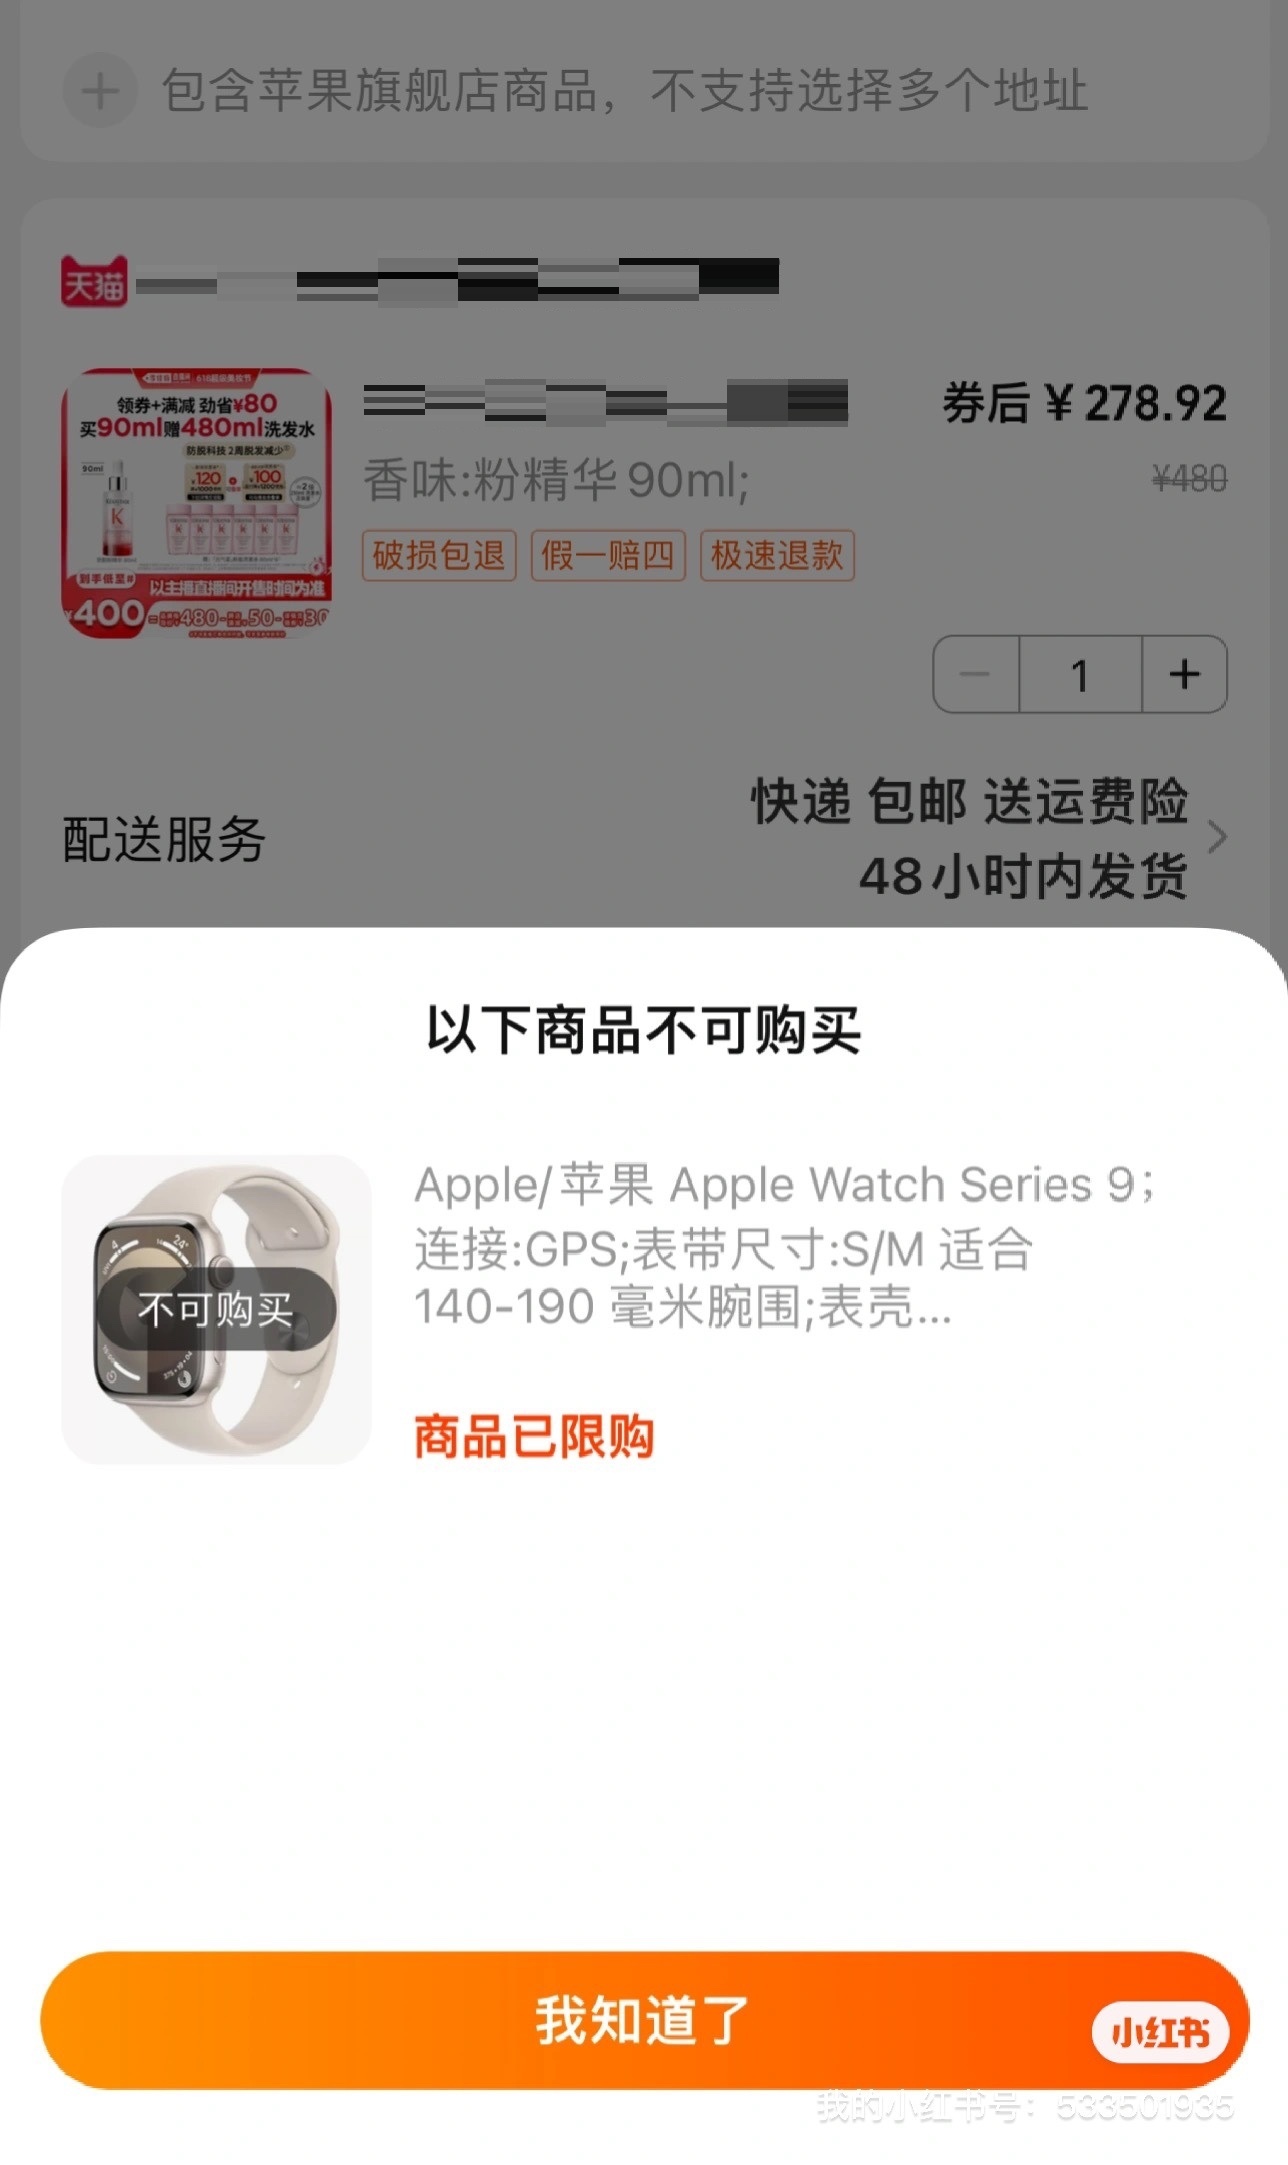 包含苹果旗舰店商品，不支持选择多个地址
天猫
领券+满减 劲省¥80
买90ml赠480ml洗发水
防脱科技 2周脱发减少
90ml
120
100
到手低至
以主播直播间开售时间为准
¥400
券后 ¥ 278.92
¥480
香味:粉精华 90ml;
破损包退 假一赔四 极速退款
1
配送服务
快递 包邮 送运费险
48小时内发货
以下商品不可购买
不可购买
Apple/苹果 Apple Watch Series 9;
连接:GPS;表带尺寸:S/M 适合
140-190 毫米腕围;表壳...
商品已限购
我知道了
小红书
我的小红书号：533501935